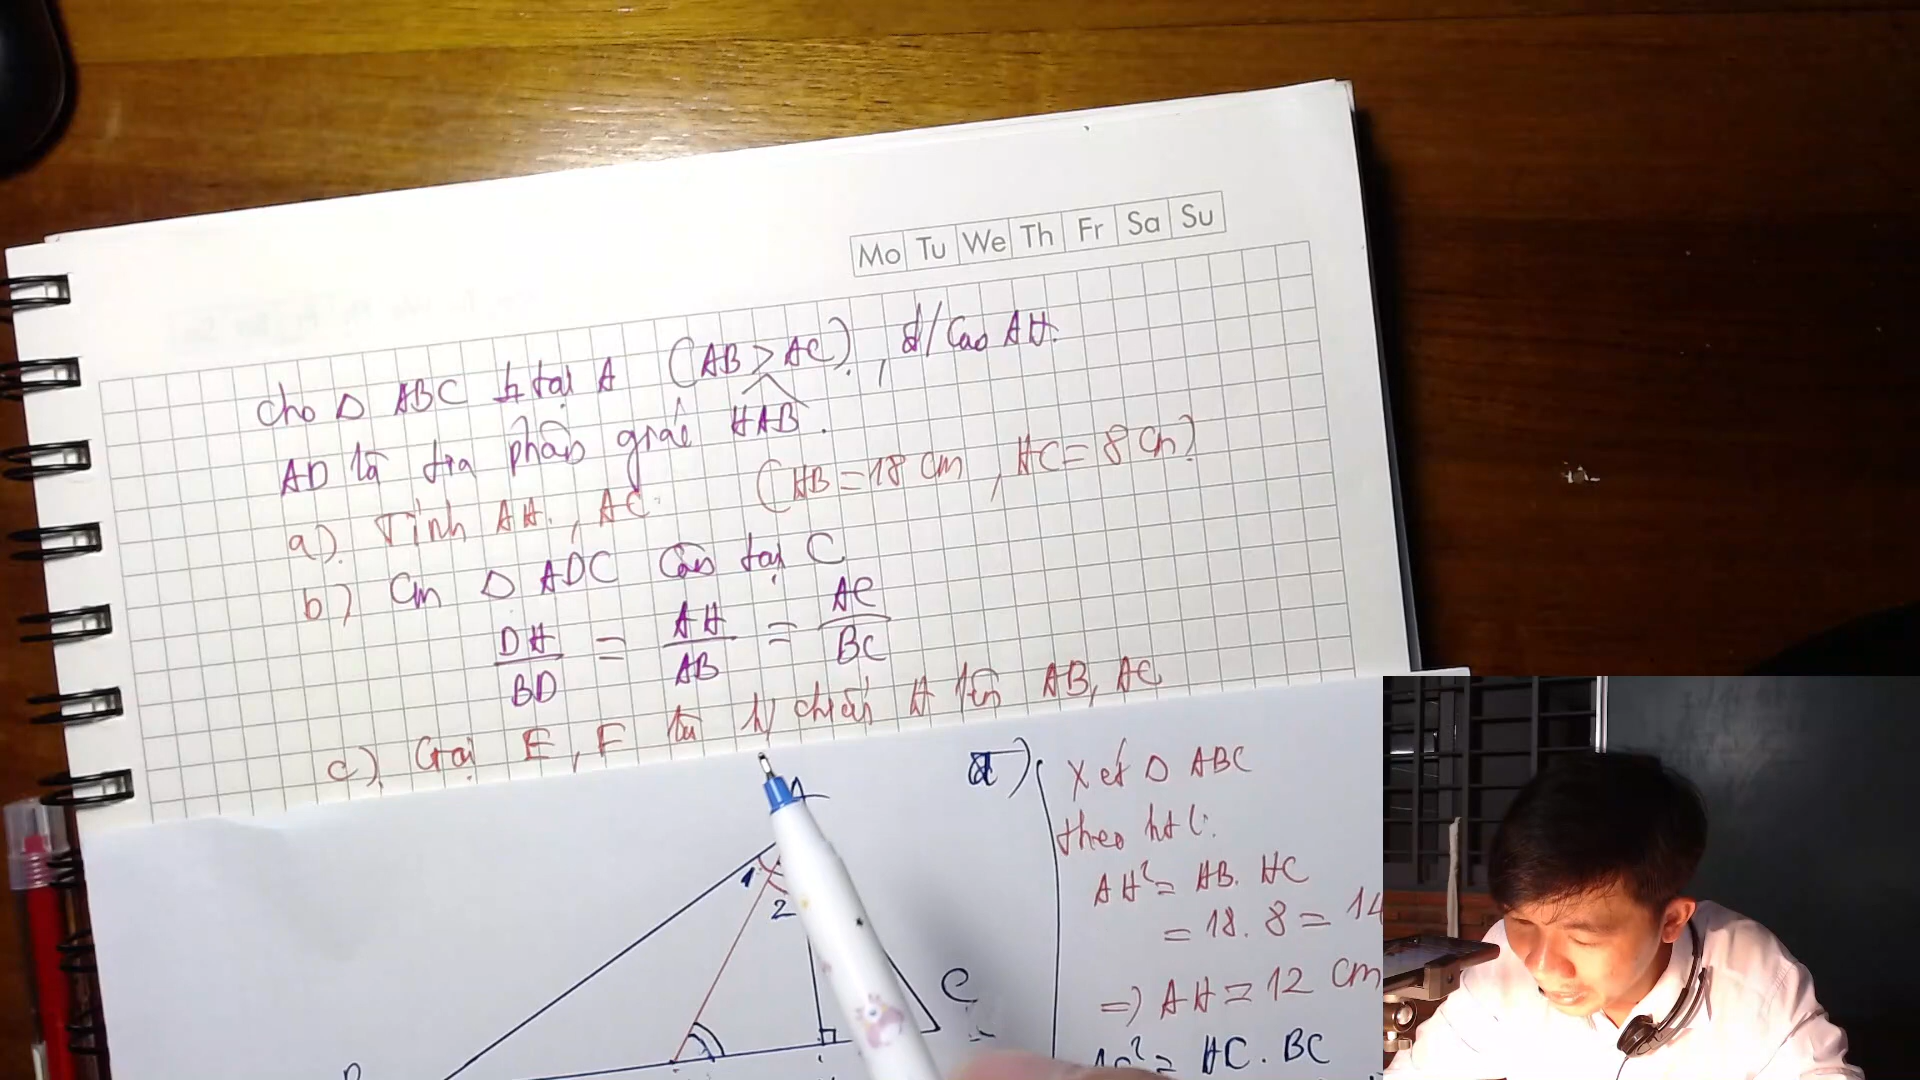 Mo Tu We Th Fr Sa Su
Cho Δ ABC ⊥ tại A (AB > AC), đ/cao AH.
AD là tia phân giác HAB.
a) Tính AH, AC. (HB = 18 cm, HC = 8 cm)
b) Cm Δ ADC cân tại C
DH/BD = AH/AB = AC/BC
c) Gọi E, F là h/chiếu H lên AB, AC
A
1
2
C
B
a) Xét Δ ABC
theo htl:
AH² = HB. HC
= 18. 8 = 14
=> AH = 12 cm
= HC. BC